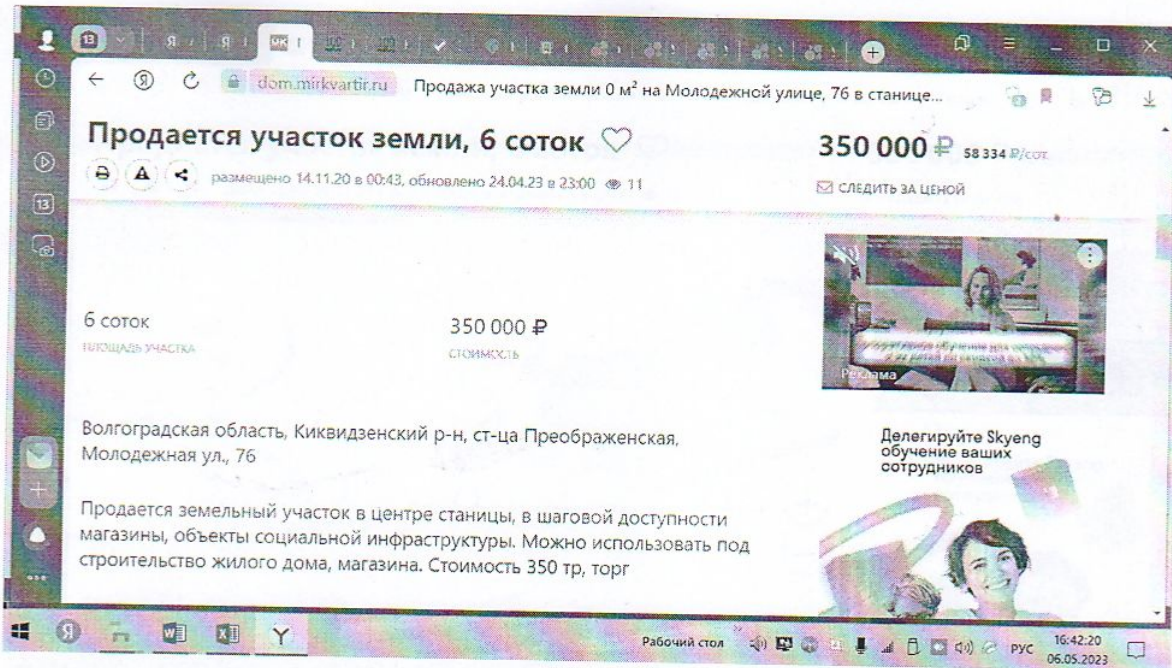 13
dom.mirkvartir.ru Продажа участка земли 0 м² на Молодежной улице, 76 в станице...
Продается участок земли, 6 соток
350 000 ₽ 58 334 ₽/сот.
размещено 14.11.20 в 00:43, обновлено 24.04.23 в 23:00 11
СЛЕДИТЬ ЗА ЦЕНОЙ
13
6 соток
350 000 ₽
ПЛОЩАДЬ УЧАСТКА
СТОИМОСТЬ
Реклама
Волгоградская область, Киквидзенский р-н, ст-ца Преображенская,
Молодежная ул., 76
Делегируйте Skyeng
обучение ваших
сотрудников
Продается земельный участок в центре станицы, в шаговой доступности
магазины, объекты социальной инфраструктуры. Можно использовать под
строительство жилого дома, магазина. Стоимость 350 тр, торг
Рабочий стол
РУС
16:42:20
06.05.2023